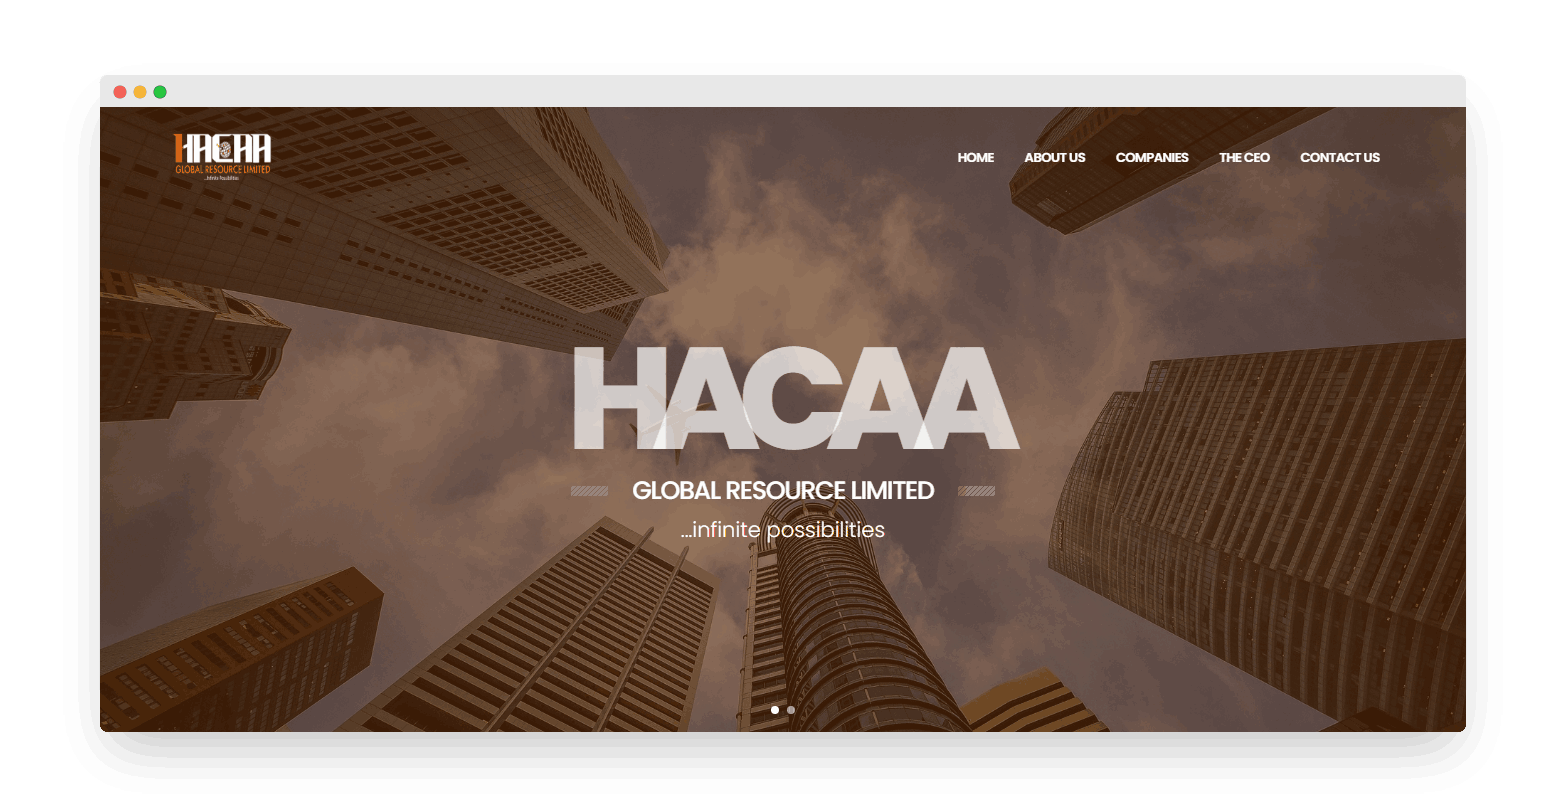 HACAA
GLOBAL RESOURCE LIMITED
...Infinite Possibilities
HOME ABOUT US COMPANIES THE CEO CONTACT US
HACAA
GLOBAL RESOURCE LIMITED
...infinite possibilities